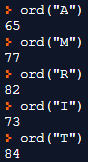 > ord("A")
65
> ord("M")
77
> ord("R")
82
> ord("I")
73
> ord("T")
84